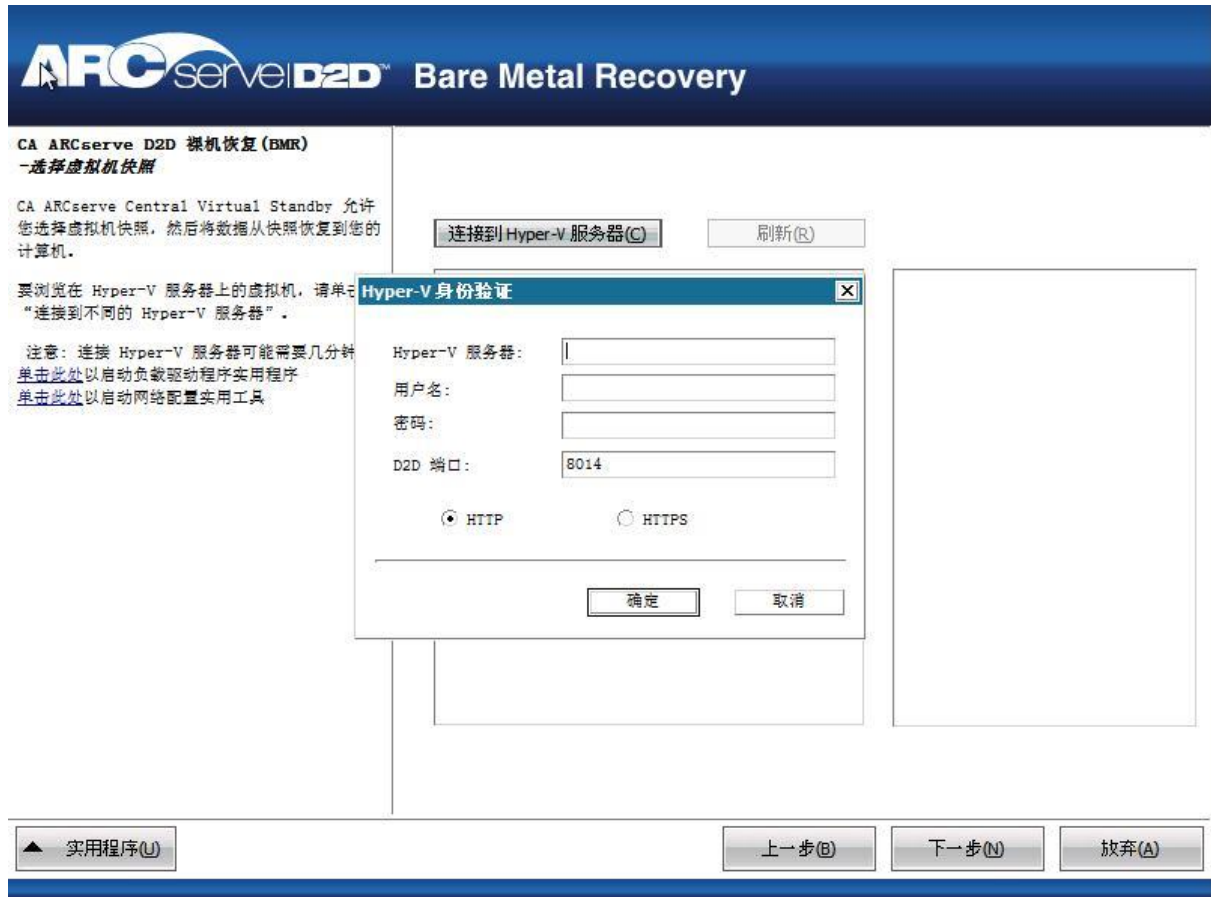 ARCserve D2D™ Bare Metal Recovery
CA ARCserve D2D 裸机恢复(BMR)
-选择虚拟机快照
CA ARCserve Central Virtual Standby 允许
您选择虚拟机快照，然后将数据从快照恢复到您的
计算机。
要浏览在 Hyper-V 服务器上的虚拟机，请单
“连接到不同的 Hyper-V 服务器”。
注意: 连接 Hyper-V 服务器可能需要几分钟
单击此处以启动负载驱动程序实用程序
单击此处以启动网络配置实用工具
连接到 Hyper-V 服务器(C)
刷新(R)
Hyper-V 身份验证
Hyper-V 服务器:
用户名:
密码:
D2D 端口:
8014
HTTP
HTTPS
确定
取消
实用程序(U)
上一步(B)
下一步(N)
放弃(A)